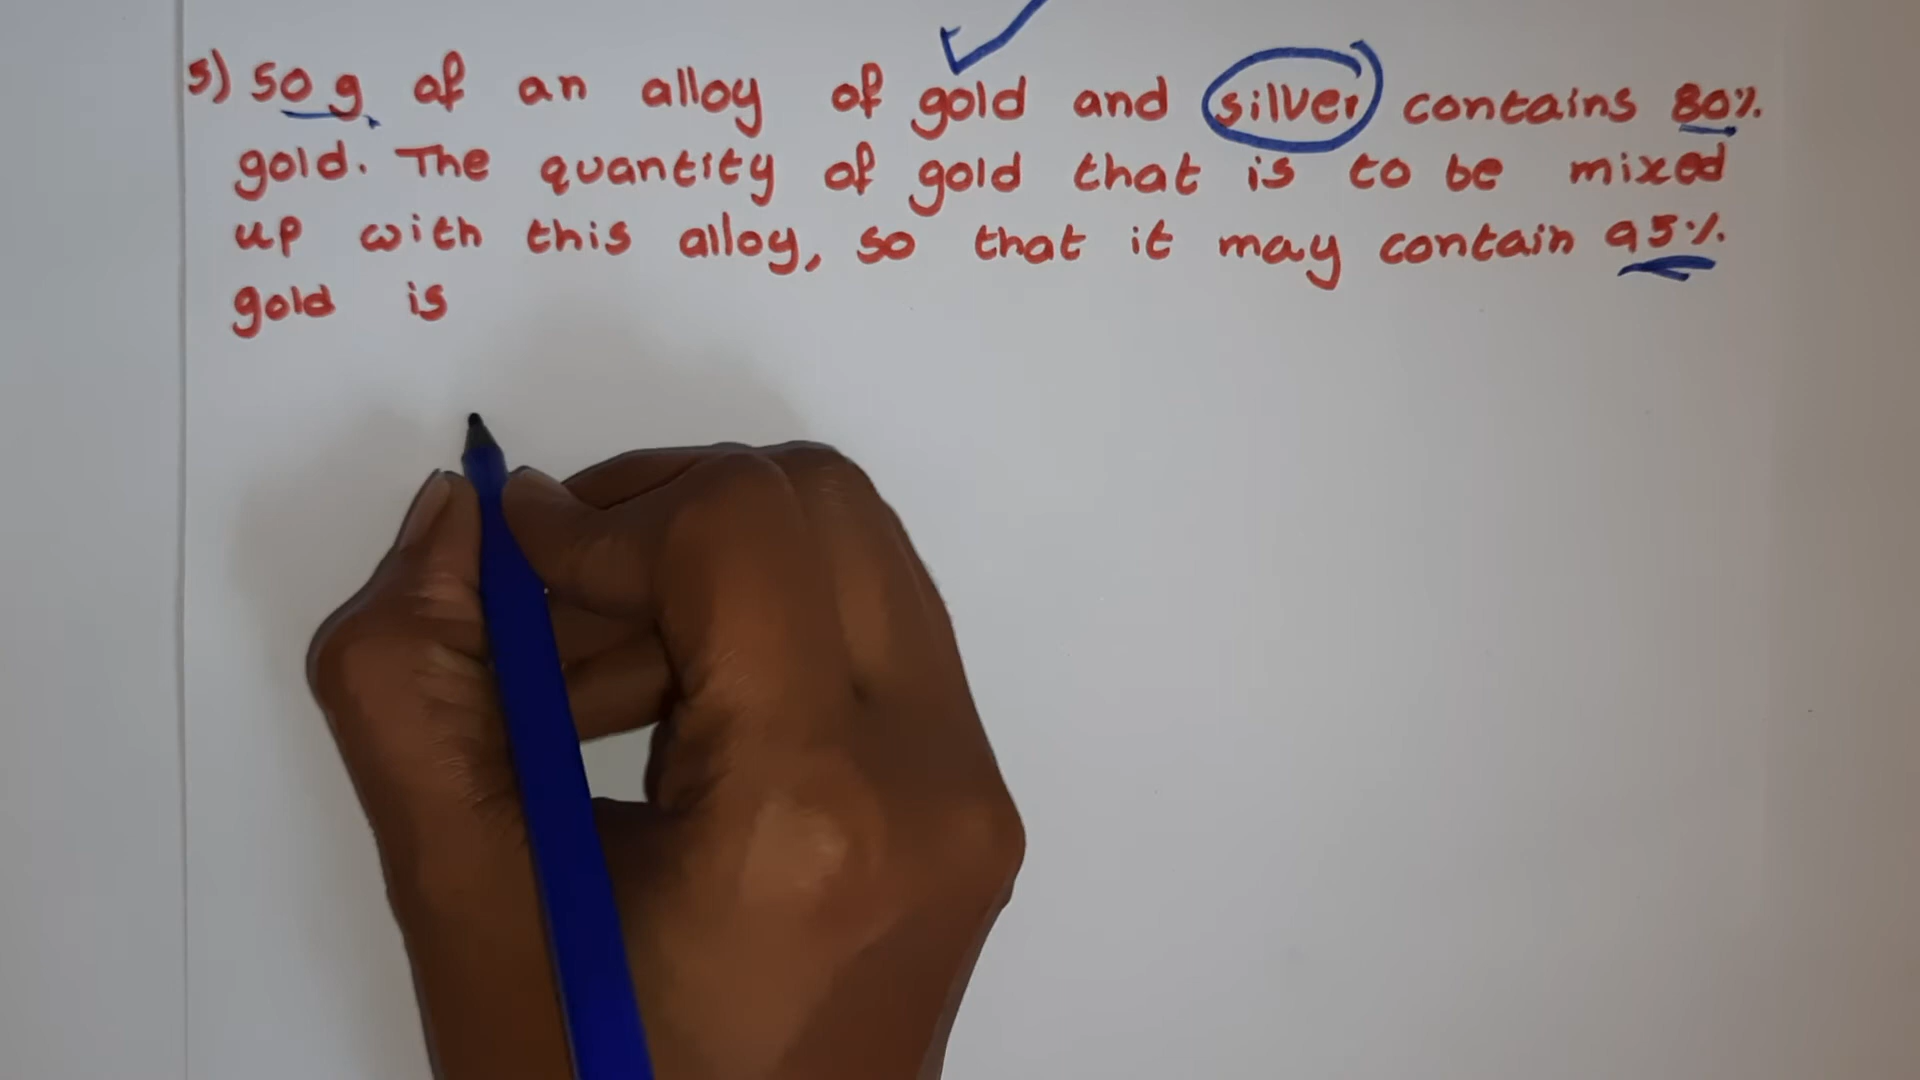 5) 50 g of an alloy of gold and silver contains 80%
gold. The quantity of gold that is to be mixed
up with this alloy, so that it may contain 95%
gold is